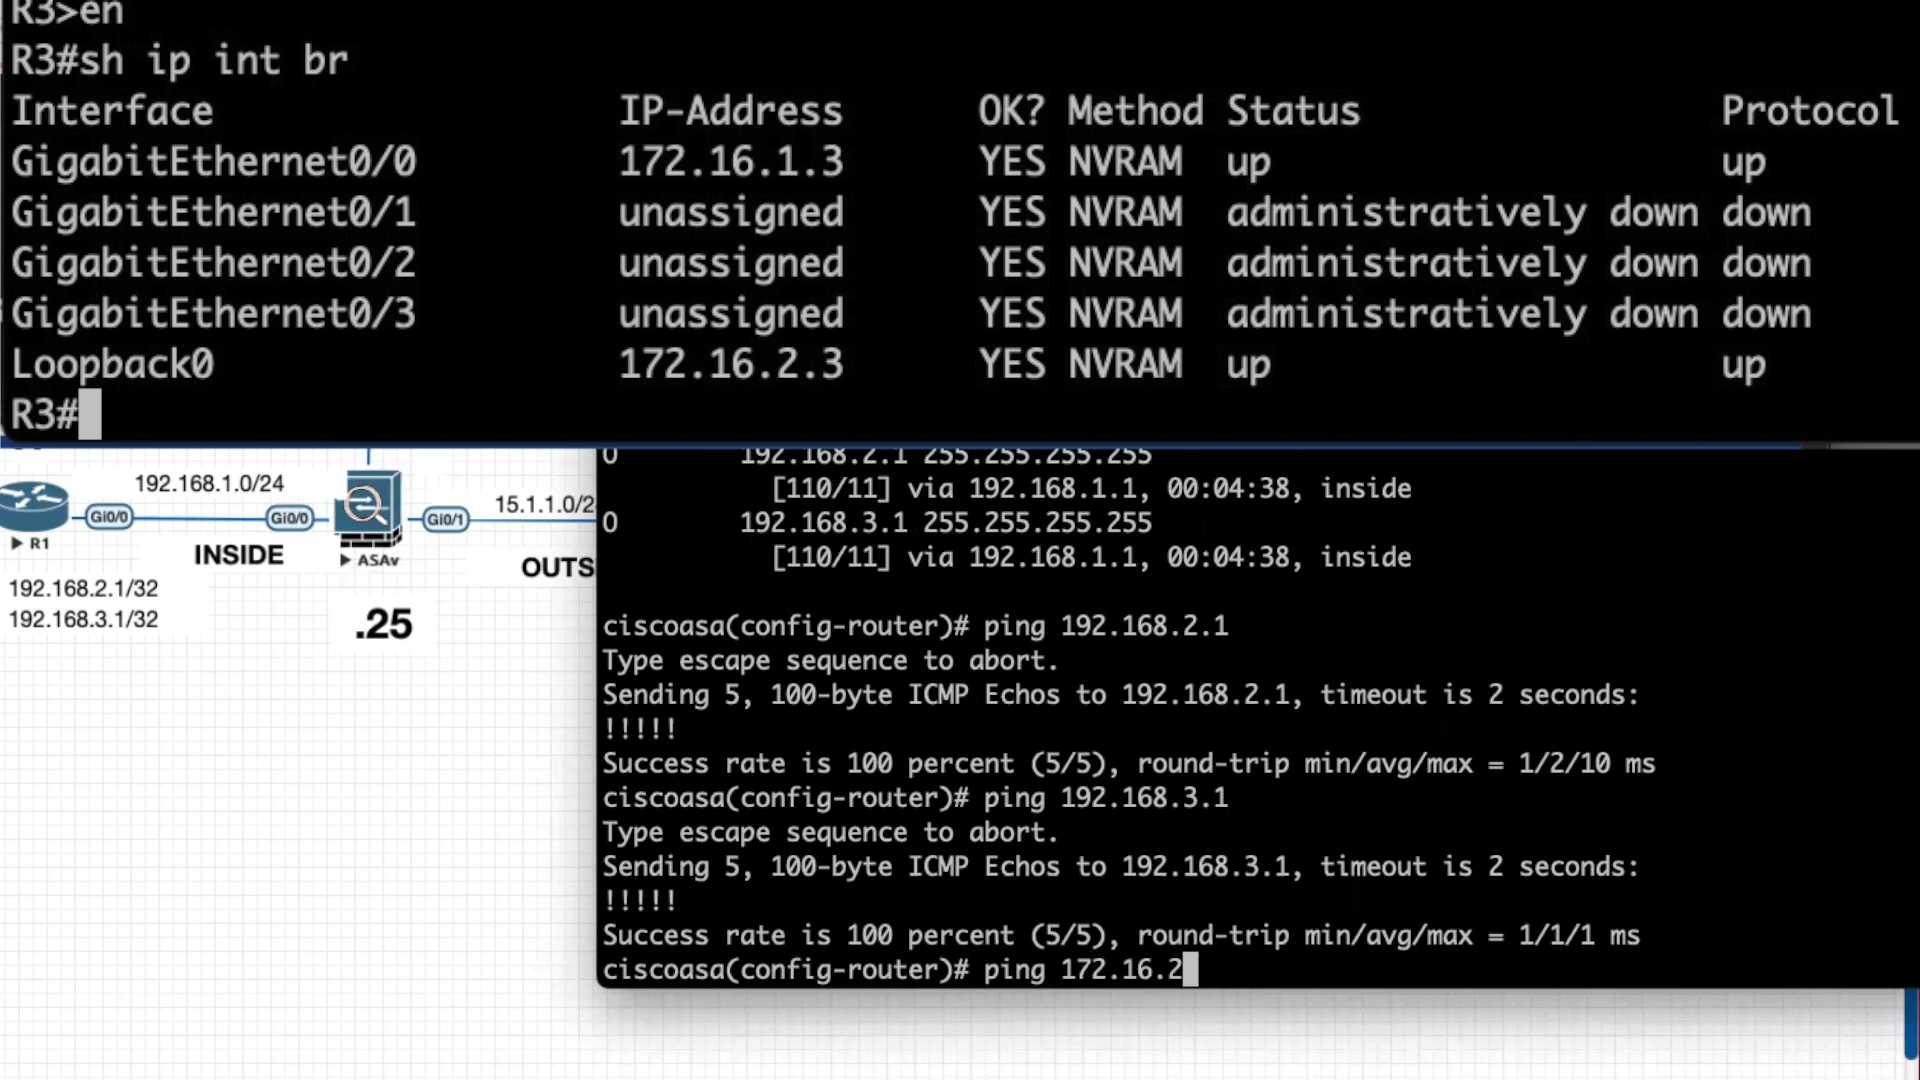 R3>en
R3#sh ip int br
Interface IP-Address OK? Method Status Protocol
GigabitEthernet0/0 172.16.1.3 YES NVRAM up up
GigabitEthernet0/1 unassigned YES NVRAM administratively down down
GigabitEthernet0/2 unassigned YES NVRAM administratively down down
GigabitEthernet0/3 unassigned YES NVRAM administratively down down
Loopback0 172.16.2.3 YES NVRAM up up
R3#
192.168.1.0/24
Gi0/0
Gi0/0
Gi0/1
15.1.1.0/2
R1
INSIDE
ASAv
OUTS
192.168.2.1/32
192.168.3.1/32
.25
O 192.168.2.1 255.255.255.255
[110/11] via 192.168.1.1, 00:04:38, inside
O 192.168.3.1 255.255.255.255
[110/11] via 192.168.1.1, 00:04:38, inside
ciscoasa(config-router)# ping 192.168.2.1
Type escape sequence to abort.
Sending 5, 100-byte ICMP Echos to 192.168.2.1, timeout is 2 seconds:
!!!!!
Success rate is 100 percent (5/5), round-trip min/avg/max = 1/2/10 ms
ciscoasa(config-router)# ping 192.168.3.1
Type escape sequence to abort.
Sending 5, 100-byte ICMP Echos to 192.168.3.1, timeout is 2 seconds:
!!!!!
Success rate is 100 percent (5/5), round-trip min/avg/max = 1/1/1 ms
ciscoasa(config-router)# ping 172.16.2